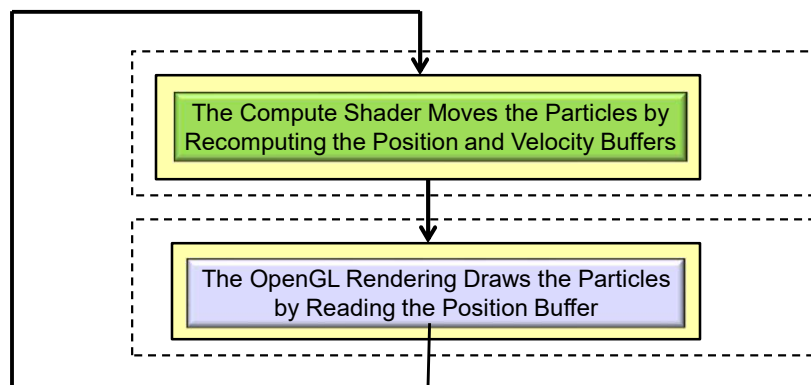 The Compute Shader Moves the Particles by
Recomputing the Position and Velocity Buffers
The OpenGL Rendering Draws the Particles
by Reading the Position Buffer